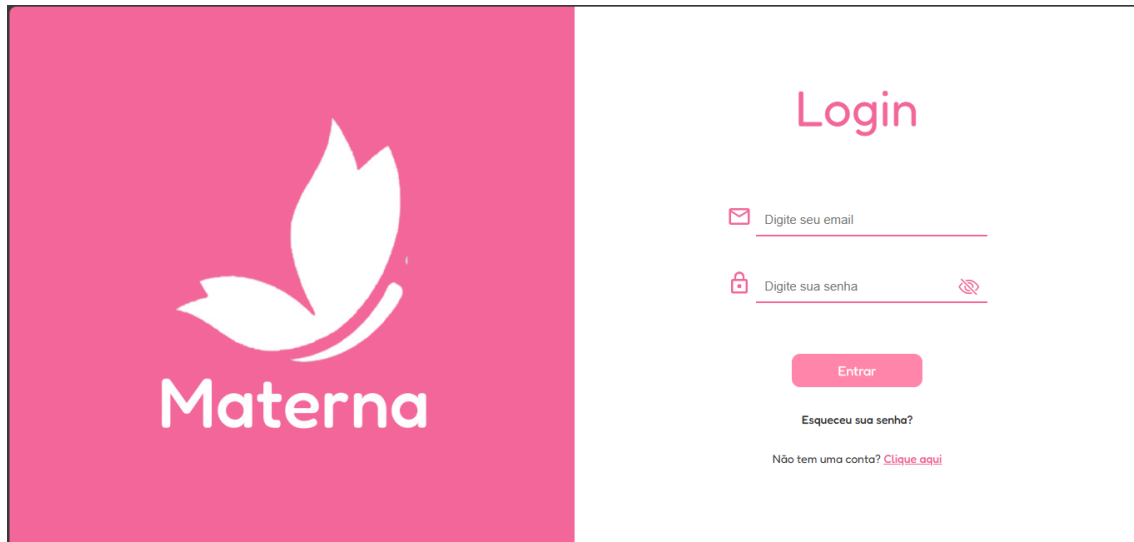 Materna
Login
Digite seu email
Digite sua senha
Entrar
Esqueceu sua senha?
Não tem uma conta? Clique aqui